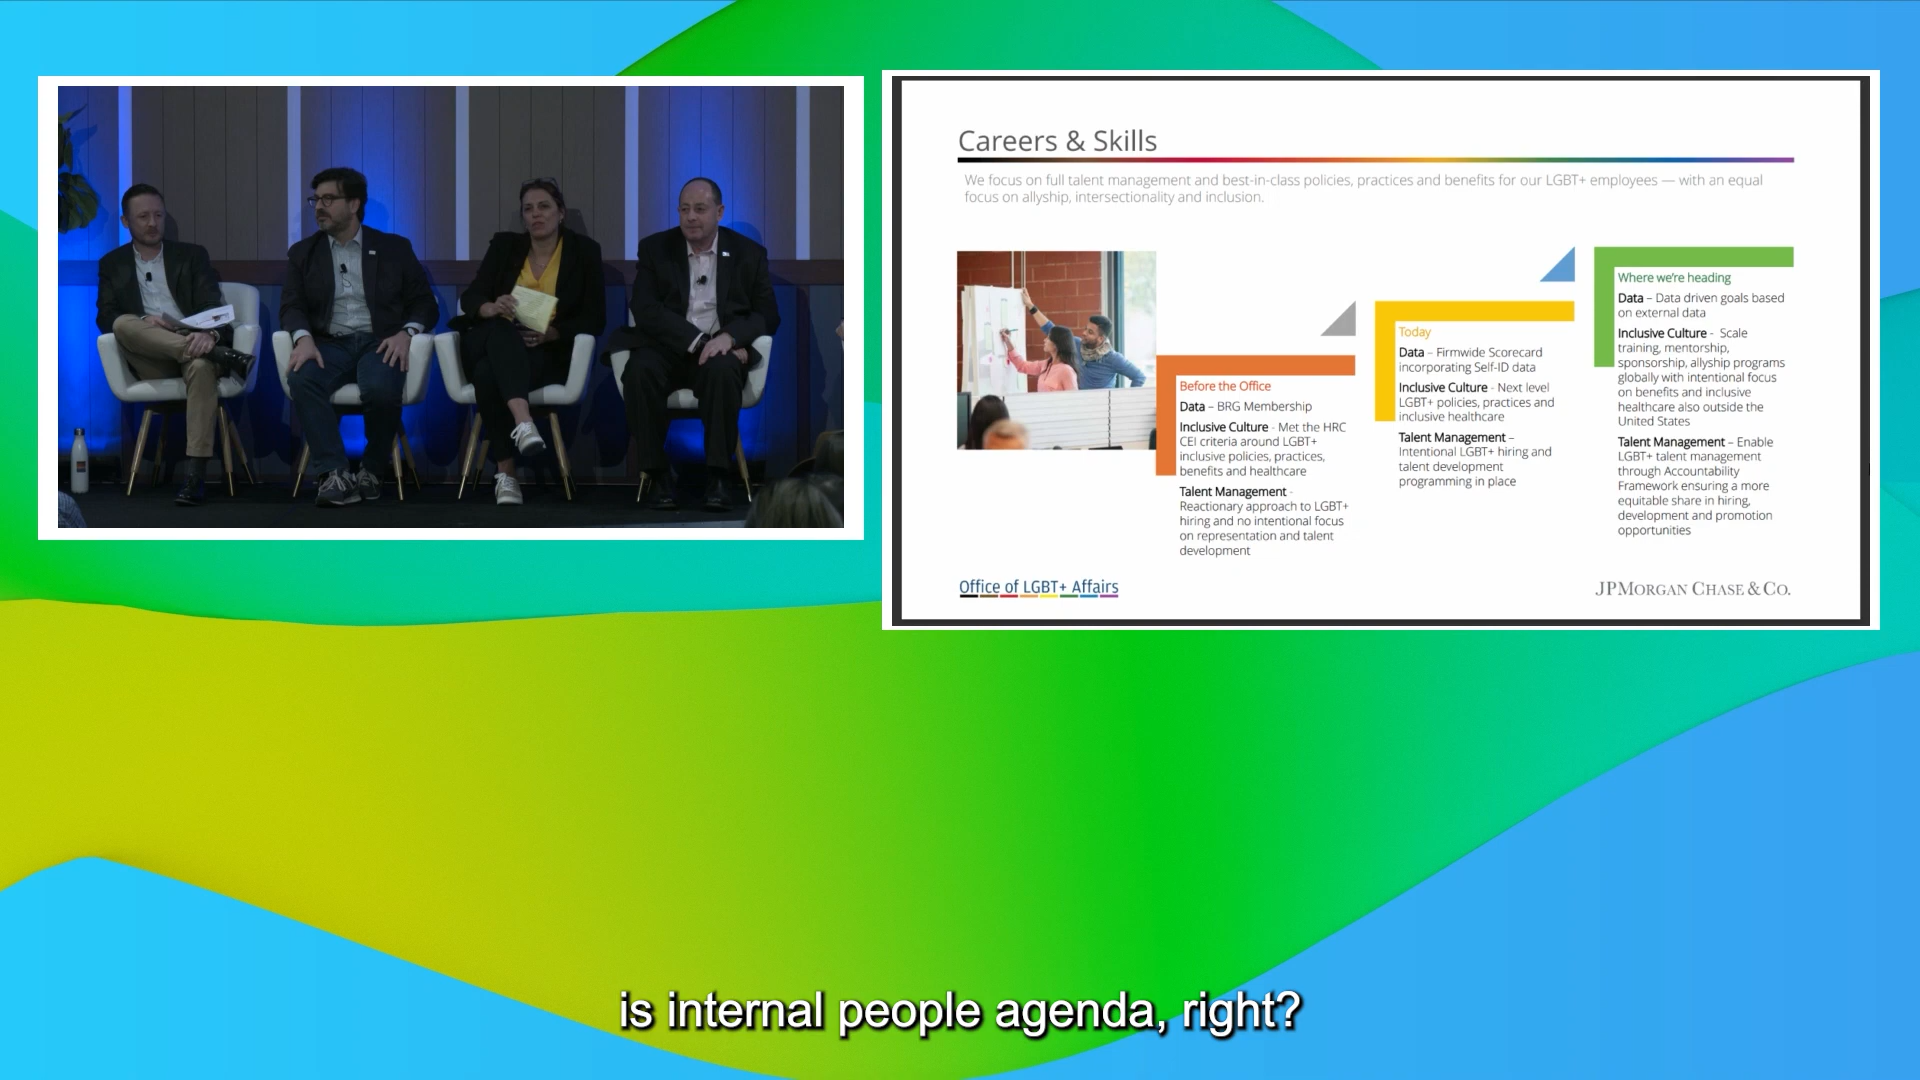 Careers & Skills
We focus on full talent management and best-in-class policies, practices and benefits for our LGBT+ employees — with an equal
focus on allyship, intersectionality and inclusion.
Before the Office
Data – BRG Membership
Inclusive Culture - Met the HRC
CEI criteria around LGBT+
inclusive policies, practices,
benefits and healthcare
Talent Management -
Reactionary approach to LGBT+
hiring and no intentional focus
on representation and talent
development
Today
Data – Firmwide Scorecard
incorporating Self-ID data
Inclusive Culture - Next level
LGBT+ policies, practices and
inclusive healthcare
Talent Management –
Intentional LGBT+ hiring and
talent development
programming in place
Where we're heading
Data – Data driven goals based
on external data
Inclusive Culture - Scale
training, mentorship,
sponsorship, allyship programs
globally with intentional focus
on benefits and inclusive
healthcare also outside the
United States
Talent Management – Enable
LGBT+ talent management
through Accountability
Framework ensuring a more
equitable share in hiring,
development and promotion
opportunities
Office of LGBT+ Affairs
JPMORGAN CHASE & CO.
is internal people agenda, right?